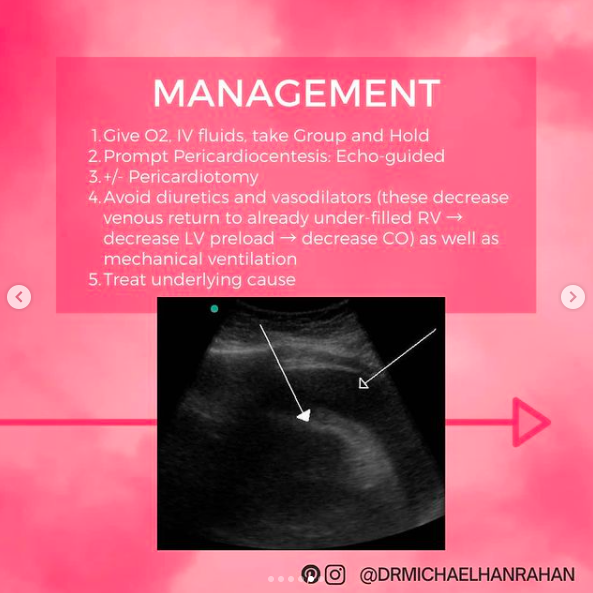 MANAGEMENT
1. Give O2, IV fluids, take Group and Hold
2. Prompt Pericardiocentesis: Echo-guided
3. +/- Pericardiotomy
4. Avoid diuretics and vasodilators (these decrease
venous return to already under-filled RV →
decrease LV preload → decrease CO) as well as
mechanical ventilation
5. Treat underlying cause
@DRMICHAELHANRAHAN